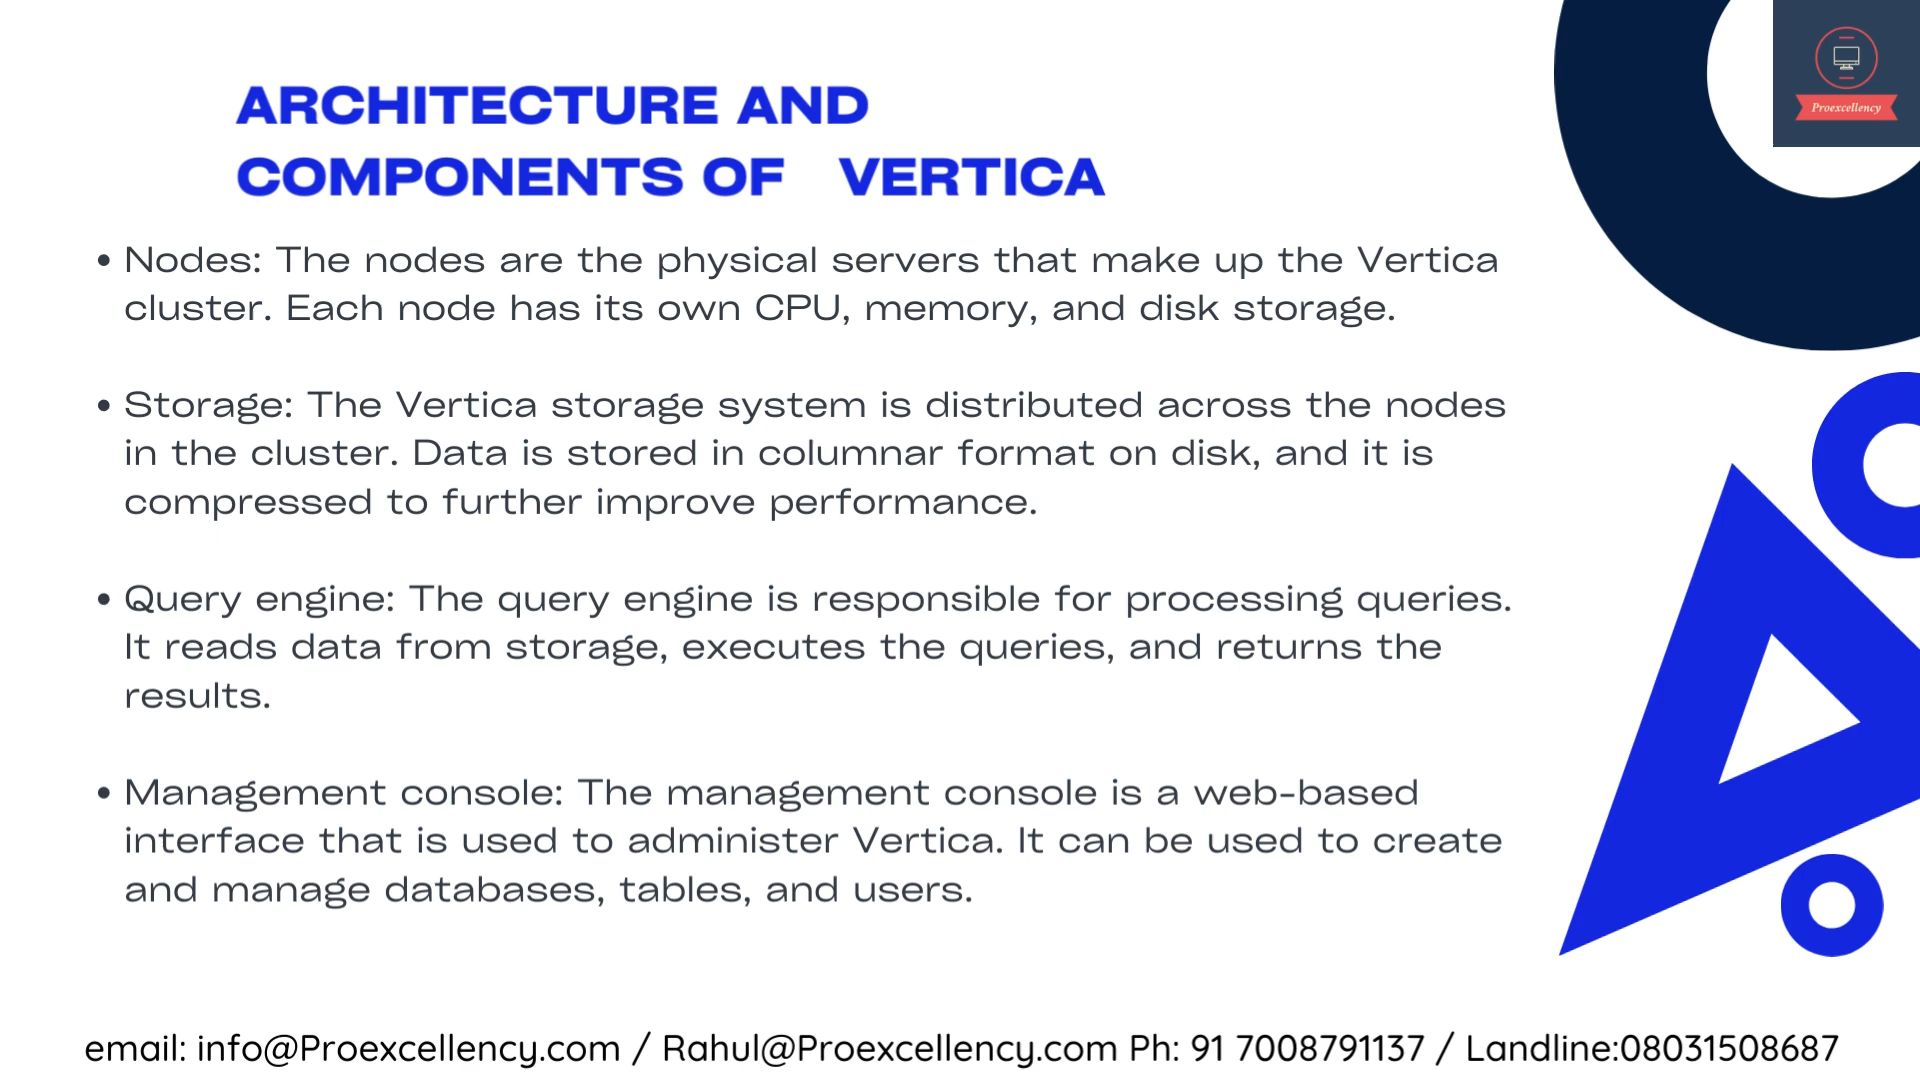 Proexcellency
ARCHITECTURE AND
COMPONENTS OF VERTICA
• Nodes: The nodes are the physical servers that make up the Vertica
cluster. Each node has its own CPU, memory, and disk storage.
• Storage: The Vertica storage system is distributed across the nodes
in the cluster. Data is stored in columnar format on disk, and it is
compressed to further improve performance.
• Query engine: The query engine is responsible for processing queries.
It reads data from storage, executes the queries, and returns the
results.
• Management console: The management console is a web-based
interface that is used to administer Vertica. It can be used to create
and manage databases, tables, and users.
email: info@Proexcellency.com / Rahul@Proexcellency.com Ph: 91 7008791137 / Landline:08031508687